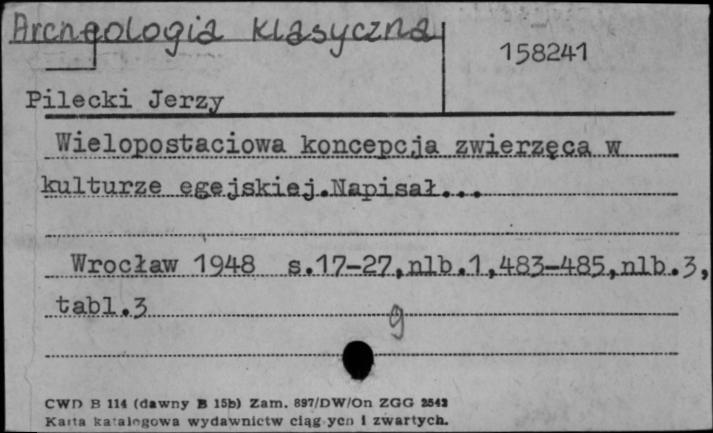 Archeologia klasyczna
158241
Pilecki Jerzy
Wielopostaciowa koncepcja zwierzęca w
kulturze egejskiej.Napisał...
Wrocław 1948 s.17-27,nlb.1,483-485,nlb.3,
tabl.3
9
CWD B 114 (dawny B 15b) Zam. 897/DW/On ZGG 2542
Karta katalogowa wydawnictw ciągłych i zwartych.